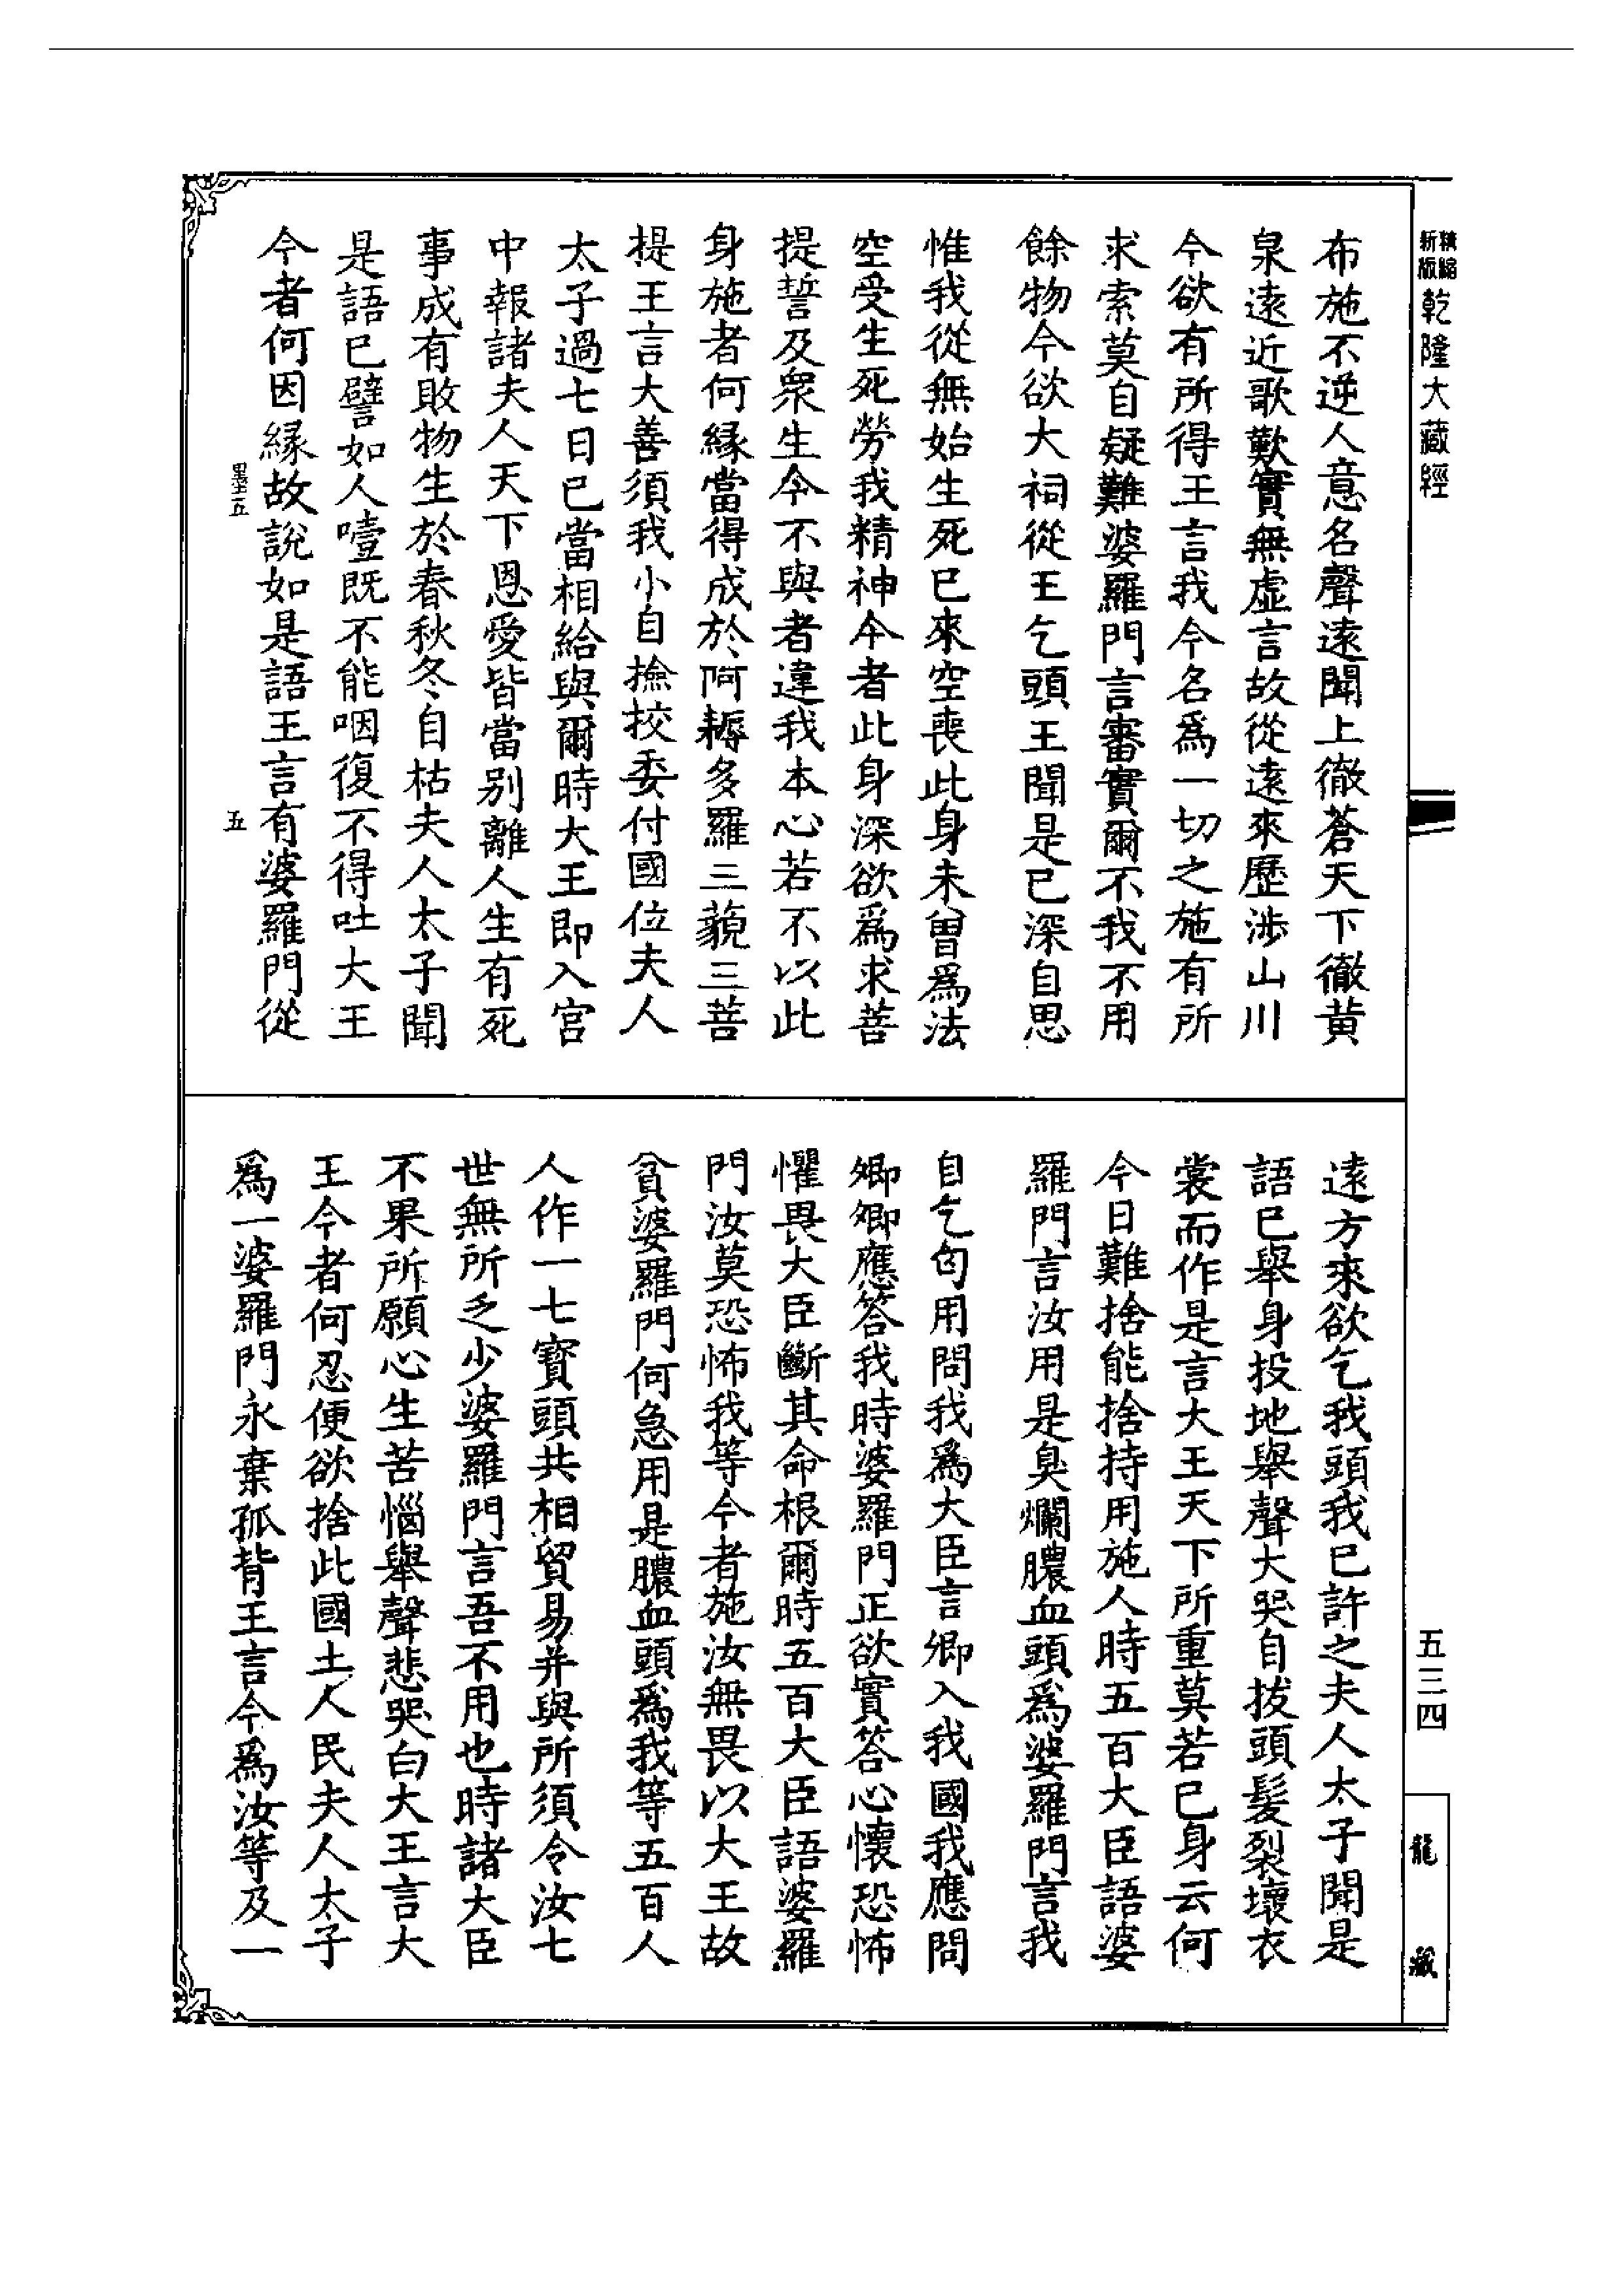 精縮
新版
乾隆大藏經
布施不逆人意名聲遠聞上徹蒼天下徹黃
泉遠近歌歎實無虛言故從遠來歷涉山川
今欲有所得王言我今名爲一切之施有所
求索莫自疑難婆羅門言審實爾不我不用
餘物今欲大祠從王乞頭王聞是已深自思
惟我從無始生死已來空喪此身未曾爲法
空受生死勞我精神今者此身深欲爲求菩
提誓及眾生今不與者違我本心若不以此
身施者何緣當得成於阿耨多羅三藐三菩
提王言大善須我小自撿挍委付國位夫人
太子過七日已當相給與爾時大王即入宮
中報諸夫人天下恩愛皆當別離人生有死
事成有敗物生於春秋冬自枯夫人太子聞
是語已譬如人噎既不能咽復不得吐大王
今者何因緣故說如是語王言有婆羅門從
墨五
五
遠方來欲乞我頭我已許之夫人太子聞是
語已舉身投地舉聲大哭自拔頭髮裂壞衣
裳而作是言大王天下所重莫若已身云何
今日難捨能捨持用施人時五百大臣語婆
羅門言汝用是臭爛膿血頭爲婆羅門言我
自乞匃用問我爲大臣言卿入我國我應問
卿卿應答我時婆羅門正欲實答心懷恐怖
懼畏大臣斷其命根爾時五百大臣語婆羅
門汝莫恐怖我等今者施汝無畏以大王故
貧婆羅門何急用是膿血頭爲我等五百人
人作一七寶頭共相貿易并與所須令汝七
世無所乏少婆羅門言吾不用也時諸大臣
不果所願心生苦惱舉聲悲哭白大王言大
王今者何忍便欲捨此國土人民夫人太子
爲一婆羅門永棄孤背王言今爲汝等及一
五三四
龍藏